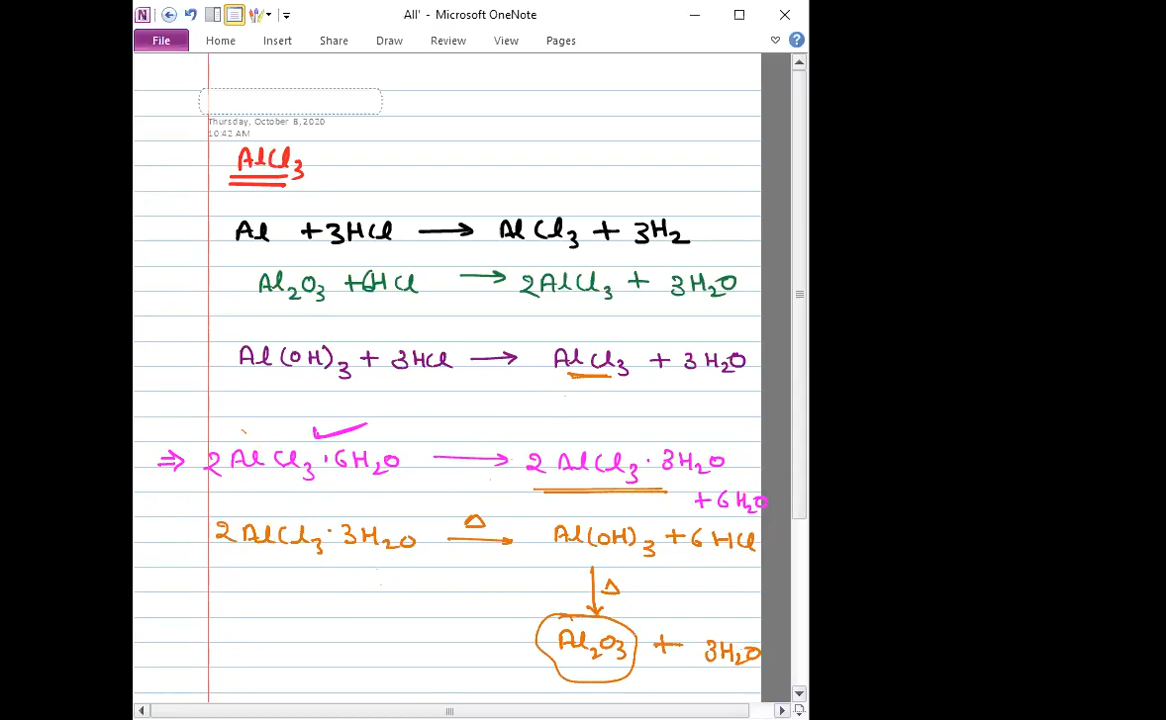 All' - Microsoft OneNote
File Home Insert Share Draw Review View Pages
Thursday, October 8, 2020
10:42 AM
AlCl₃
Al + 3HCl → AlCl₃ + 3H₂
Al₂O₃ + 6HCl → 2AlCl₃ + 3H₂O
Al(OH)₃ + 3HCl → AlCl₃ + 3H₂O
⇒ 2AlCl₃·6H₂O → 2AlCl₃·3H₂O
+ 6H₂O
2AlCl₃·3H₂O →Δ Al(OH)₃ + 6HCl
↓Δ
Al₂O₃ + 3H₂O